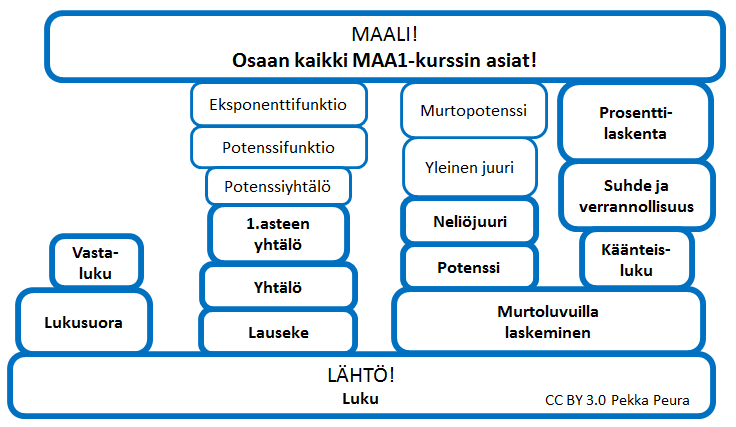 MAALI!
Osaan kaikki MAA1-kurssin asiat!
Eksponenttifunktio
Potenssifunktio
Potenssiyhtälö
1.asteen
yhtälö
Yhtälö
Lauseke
Murtopotenssi
Yleinen juuri
Neliöjuuri
Potenssi
Prosentti-
laskenta
Suhde ja
verrannollisuus
Käänteis-
luku
Murtoluvuilla
laskeminen
Vasta-
luku
Lukusuora
LÄHTÖ!
Luku
CC BY 3.0 Pekka Peura